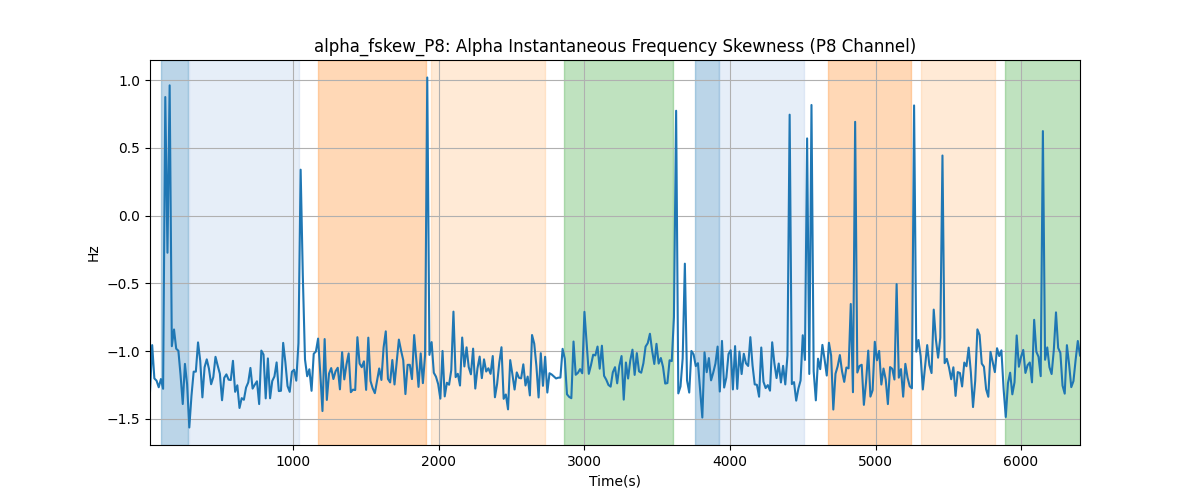 alpha_fskew_P8: Alpha Instantaneous Frequency Skewness (P8 Channel)
1.0
0.5
0.0
−0.5
−1.0
−1.5
Hz
1000 2000 3000 4000 5000 6000
Time(s)